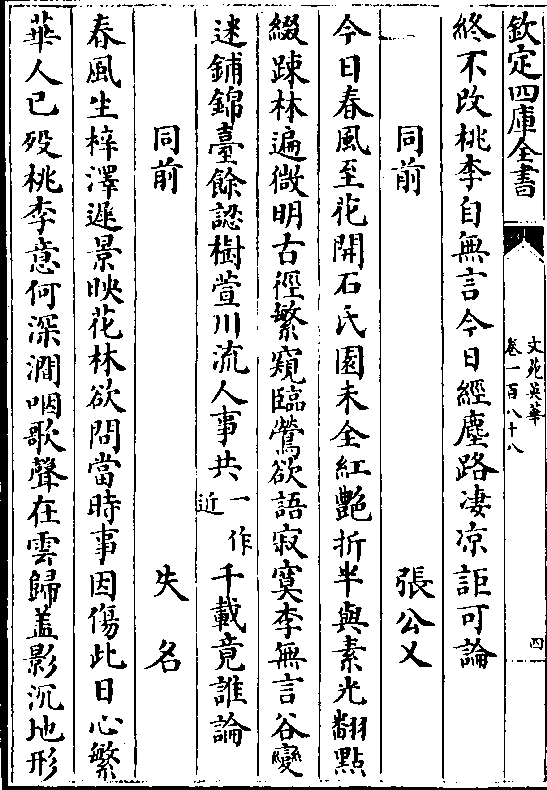 欽定四庫全書
文苑英華
卷一百八十八
四
終不改桃李自無言今日經塵路淒涼詎可論
同前 張公乂
今日春風至花開石氏園未全紅艷折半與素光翻點
綴踈林遍微明古徑繁窺臨鶯欲語寂寞李無言谷變
迷鋪錦臺餘認樹萱川流人事共一作近千載竟誰論
同前 失名
春風生梓澤遲景映花林欲問當時事因傷此日心繁
華人已歿桃李意何深澗咽歌聲在雲歸盖影沉地形